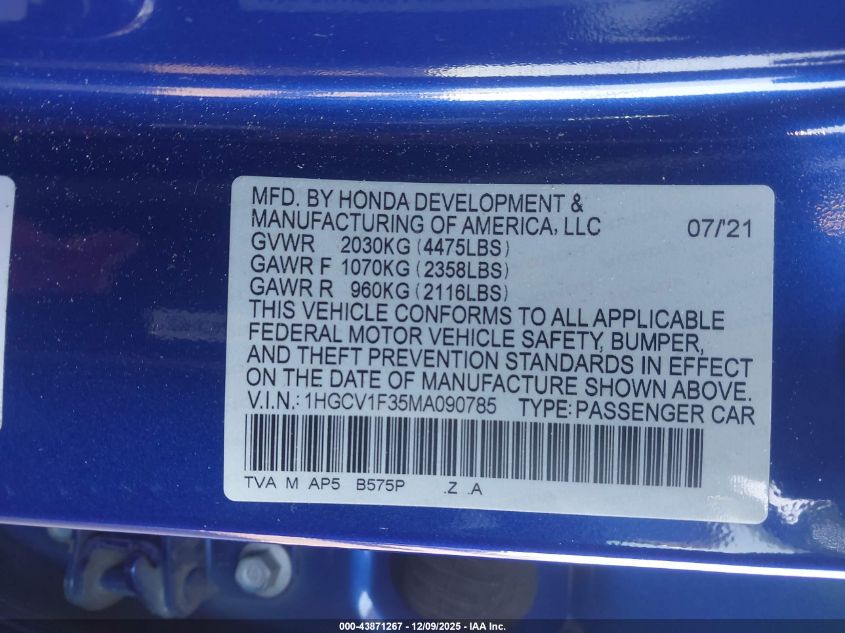 MFD. BY HONDA DEVELOPMENT &
MANUFACTURING OF AMERICA, LLC 07/'21
GVWR 2030KG (4475LBS)
GAWR F 1070KG (2358LBS)
GAWR R 960KG (2116LBS)
THIS VEHICLE CONFORMS TO ALL APPLICABLE
FEDERAL MOTOR VEHICLE SAFETY, BUMPER,
AND THEFT PREVENTION STANDARDS IN EFFECT
ON THE DATE OF MANUFACTURE SHOWN ABOVE.
V.I.N.: 1HGCV1F35MA090785 TYPE:PASSENGER CAR
TVA M AP5 B575P .Z .A
000-43871267 - 12/09/2025 - IAA Inc.